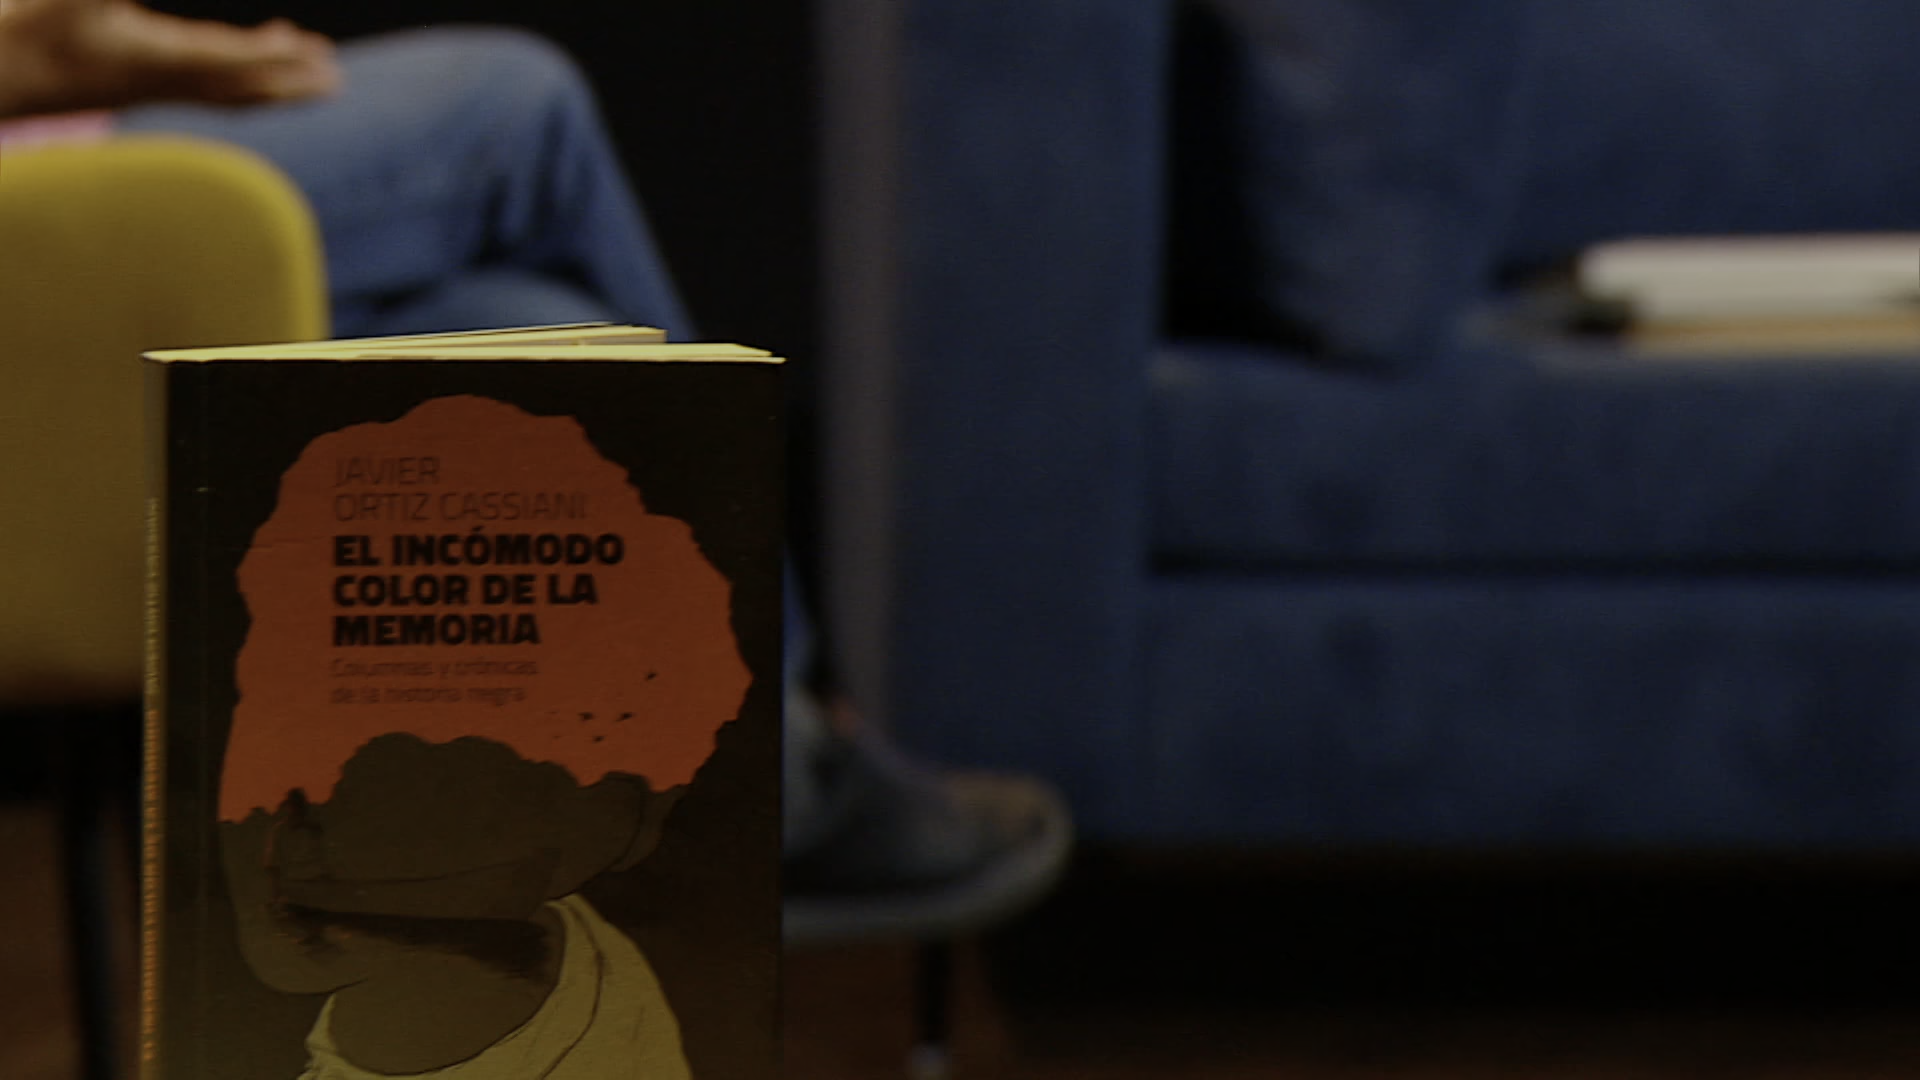 JAVIER
ORTIZ CASSIANI
EL INCÓMODO
COLOR DE LA
MEMORIA
Columnas y crónicas
de la historia negra